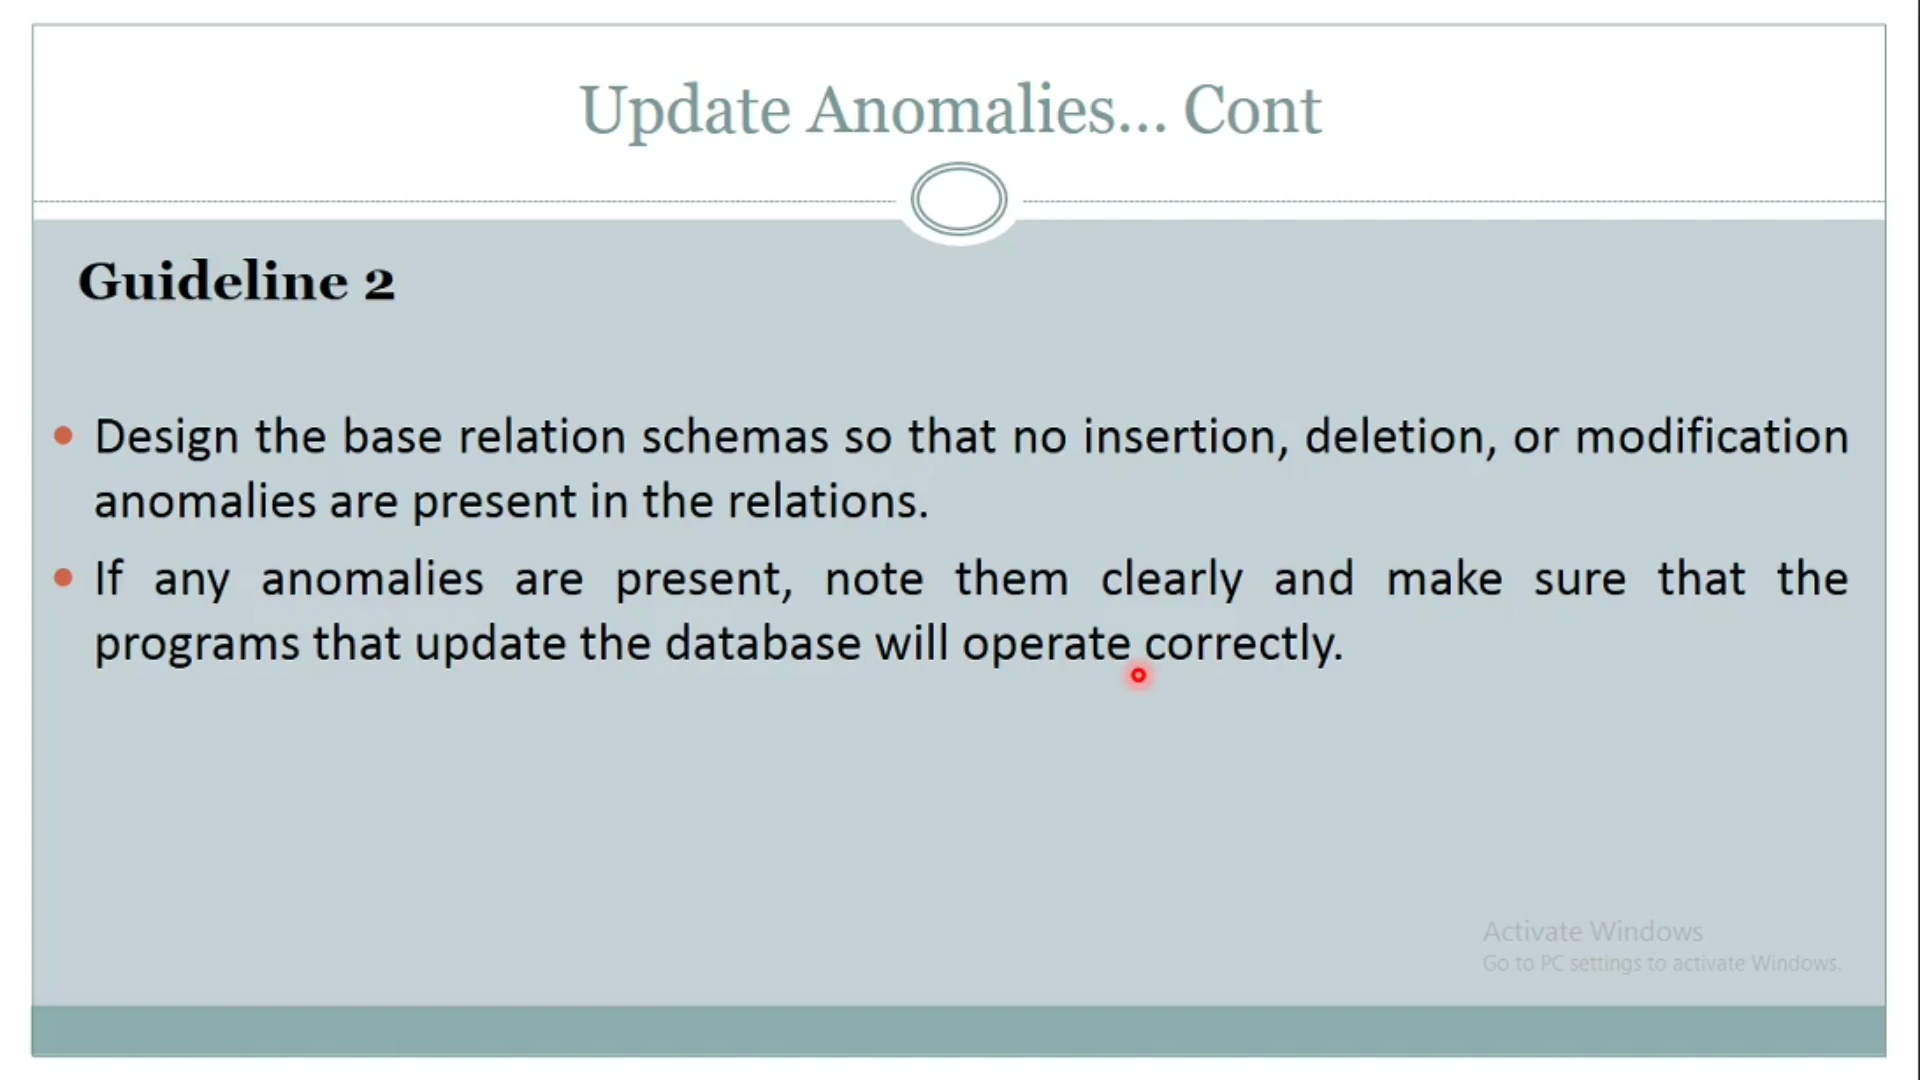 Update Anomalies... Cont
Guideline 2
• Design the base relation schemas so that no insertion, deletion, or modification
anomalies are present in the relations.
• If any anomalies are present, note them clearly and make sure that the
programs that update the database will operate correctly.
Activate Windows
Go to PC settings to activate Windows.